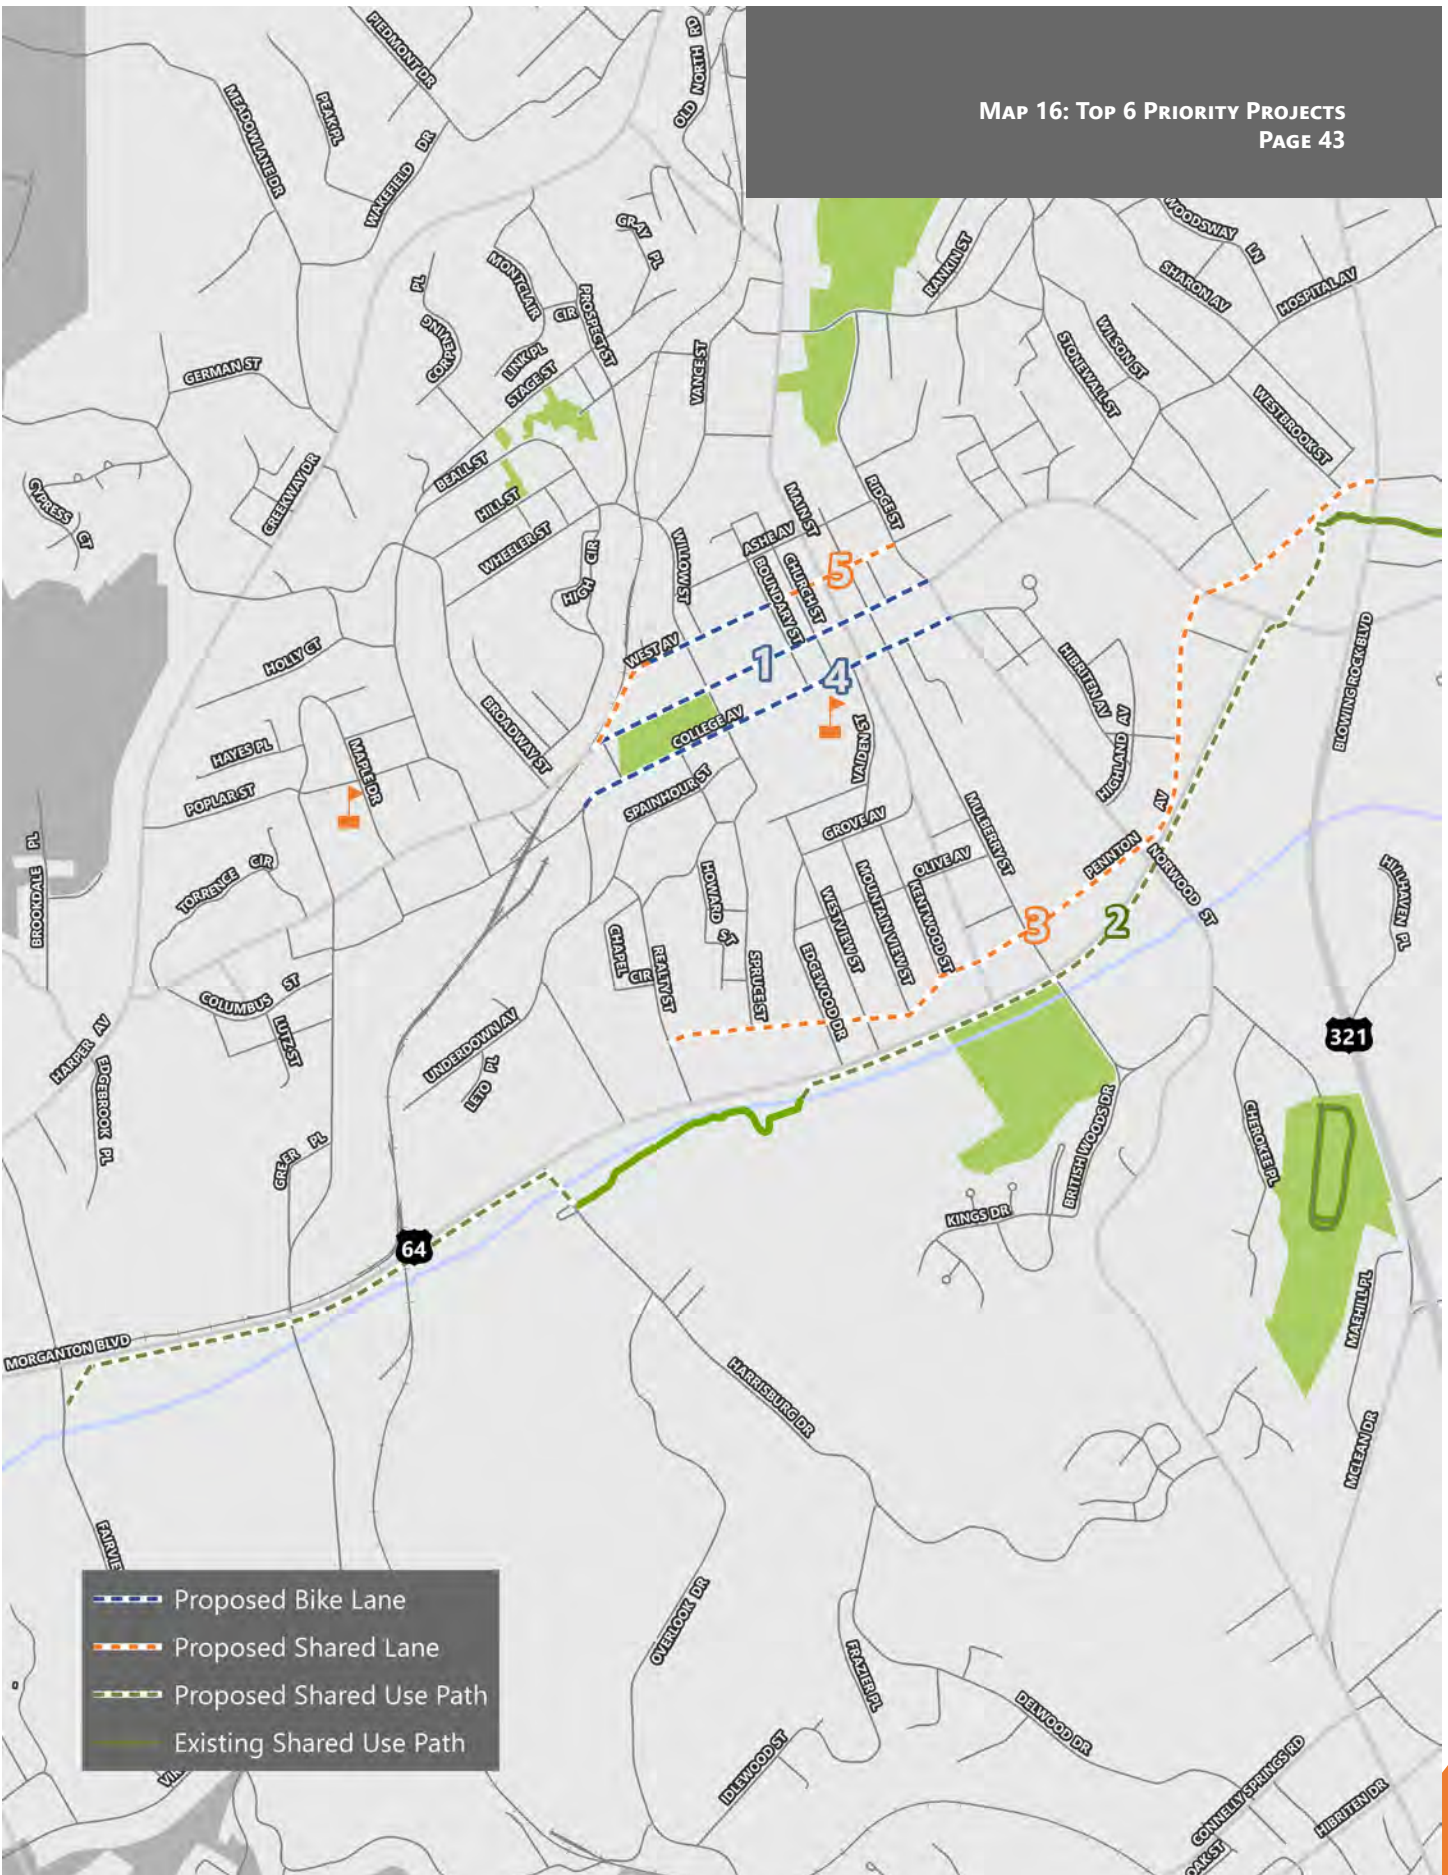 MAP 16: TOP 6 PRIORITY PROJECTS
PAGE 43
PIEDMONT DR
OLD NORTH RD
MEADOWLANE DR
PEAK PL
WAKEFIELD DR
GRAY PL
MONTCLAIR CIR
PROSPECT ST
CORPENING PL
LINK PL
STAGE ST
VANCE ST
RANKIN ST
WOODSWAY LN
SHARON AV
HOSPITAL AV
WILSON ST
STONEWALL ST
WESTBROOK ST
GERMAN ST
CREEKWAY DR
CYPRESS CT
BEALL ST
HILL ST
WHEELER ST
HIGH CIR
WILLOW ST
ASHE AV
MAIN ST
RIDGE ST
BOUNDARY ST
CHURCH ST
5
1
4
WEST AV
COLLEGE AV
HOLLY CT
HAYES PL
POPLAR ST
MAPLE DR
BROADWAY ST
SPAINHOUR ST
VAIDEN ST
HIBRITEN AV
HIGHLAND AV
BLOWING ROCK BLVD
GROVE AV
OLIVE AV
MULBERRY ST
PENNTON AV
NORWOOD ST
HILLHAVEN PL
BROOKDALE PL
TORRENCE CIR
HOWARD ST
WESTVIEW ST
MOUNTAIN VIEW ST
KENTWOOD ST
3
2
CHAPEL CIR
REALTY ST
SPRUCE ST
EDGEWOOD DR
COLUMBUS ST
LUTZ ST
HARPER AV
EDGEBROOK PL
UNDERDOWN AV
LETO PL
321
GREER PL
CHEROKEE PL
BRITISH WOODS DR
KINGS DR
64
MORGANTON BLVD
MAEHILL PL
HARRISBURG DR
MCLEAN DR
FAIRVIE
Proposed Bike Lane
Proposed Shared Lane
Proposed Shared Use Path
Existing Shared Use Path
OVERLOOK DR
FRAZIER PL
DELWOOD DR
IDLEWOOD ST
CONNELLY SPRINGS RD
HIBRITEN DR
OAK ST